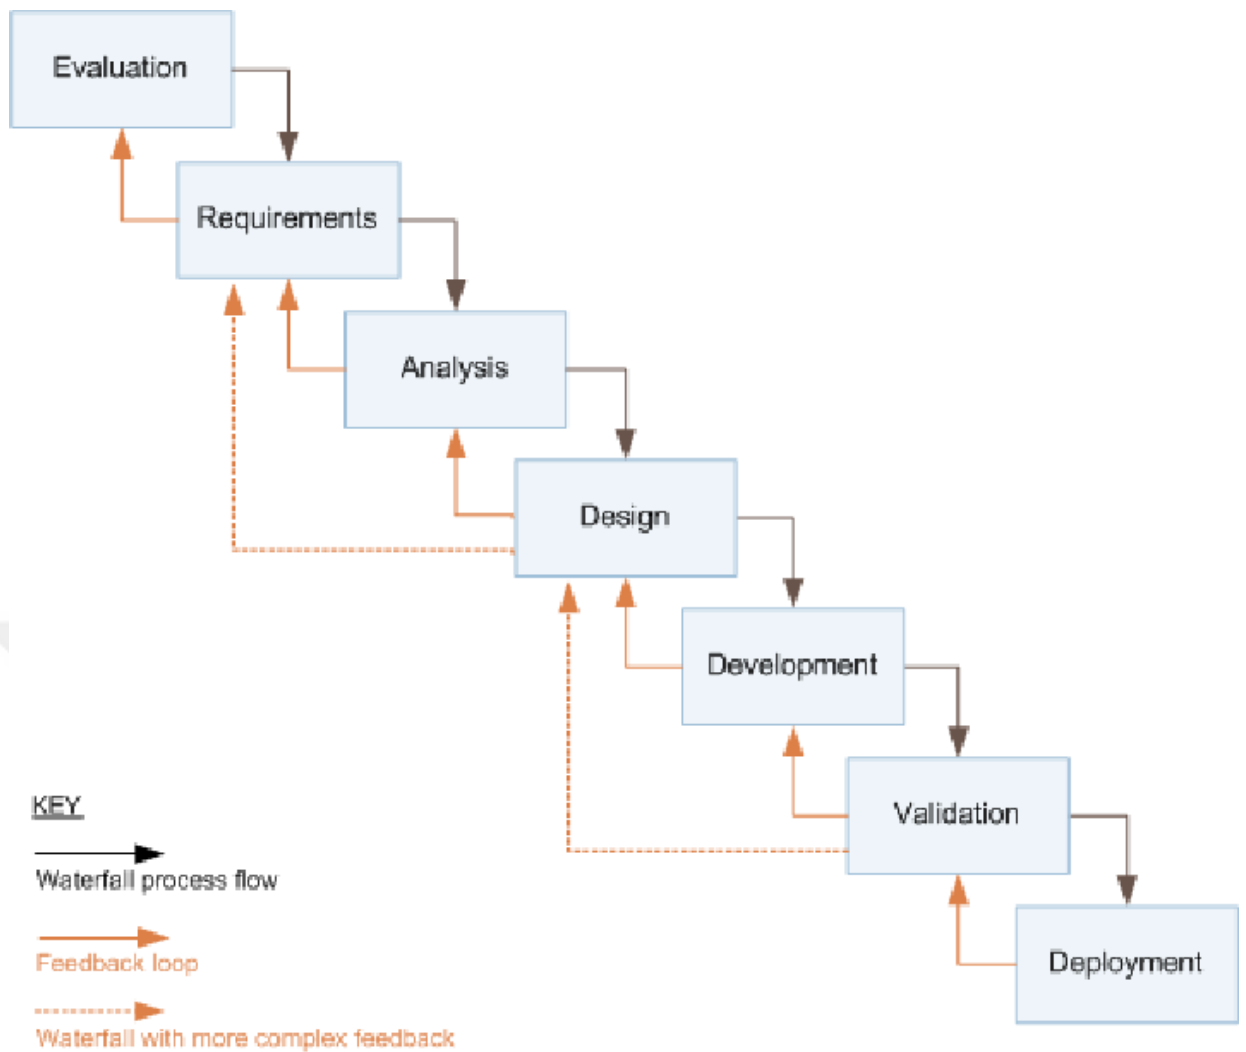 Evaluation
Requirements
Analysis
Design
Development
Validation
Deployment
KEY
Waterfall process flow
Feedback loop
Waterfall with more complex feedback